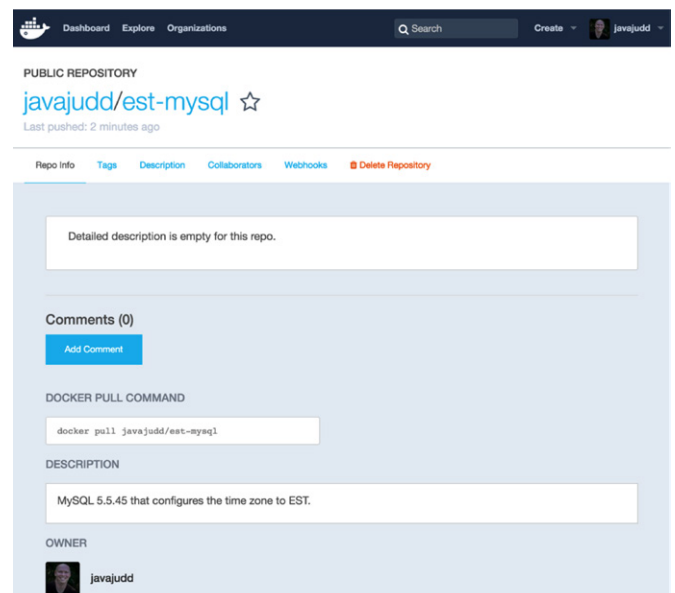 Dashboard Explore Organizations Search Create javajudd
PUBLIC REPOSITORY
javajudd/est-mysql
Last pushed: 2 minutes ago
Repo Info Tags Description Collaborators Webhooks Delete Repository
Detailed description is empty for this repo.
Comments (0)
Add Comment
DOCKER PULL COMMAND
docker pull javajudd/est-mysql
DESCRIPTION
MySQL 5.5.45 that configures the time zone to EST.
OWNER
javajudd